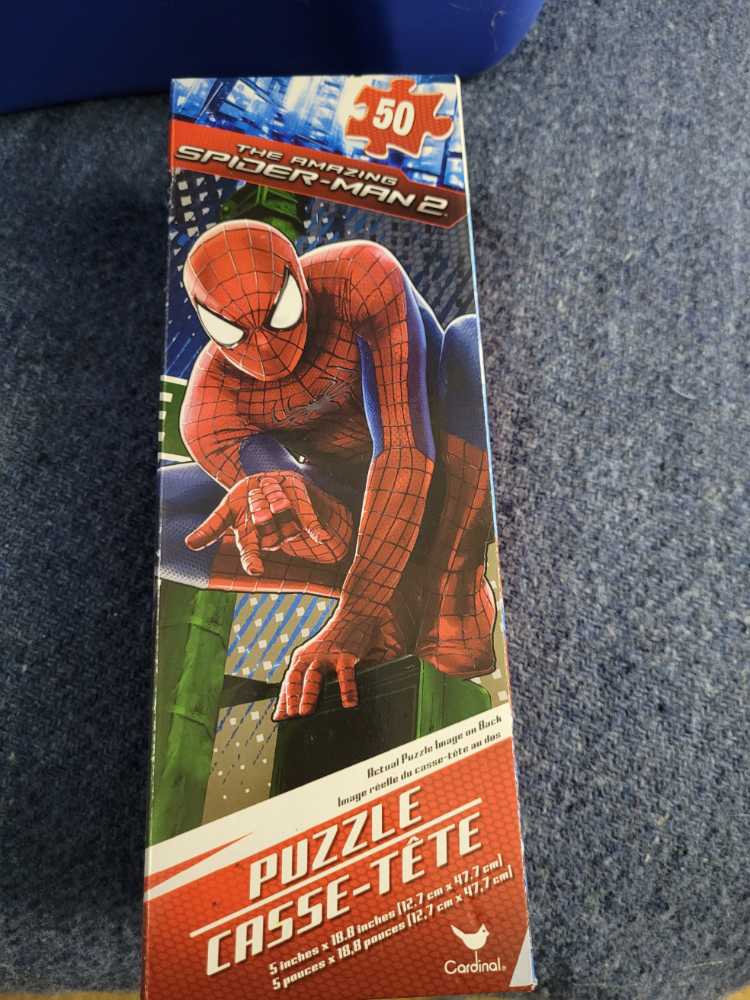 50
THE AMAZING
SPIDER-MAN 2
Actual Puzzle Image on Back
Image réelle du casse-tête au dos
PUZZLE
CASSE-TÊTE
5 inches x 18.8 inches (12.7 cm x 47.7 cm)
5 pouces x 18,8 pouces (12,7 cm x 47,7 cm)
Cardinal®